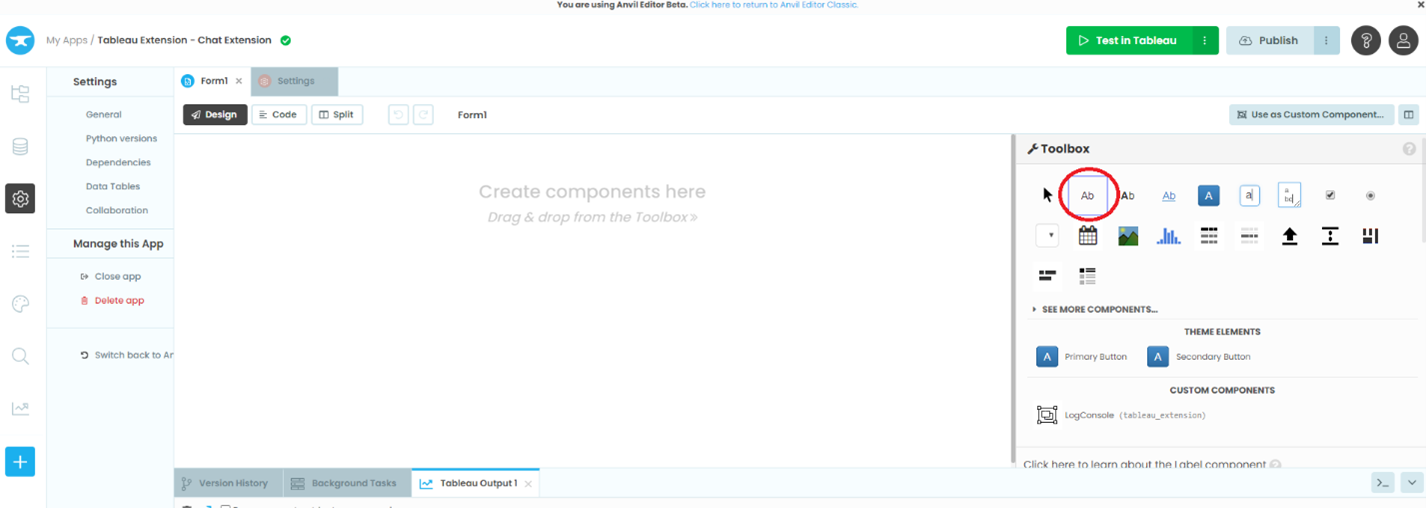 You are using Anvil Editor Beta. Click here to return to Anvil Editor Classic.
My Apps / Tableau Extension - Chat Extension
Test in Tableau
Publish
Settings
General
Python versions
Dependencies
Data Tables
Collaboration
Manage this App
Close app
Delete app
Switch back to An
Form1
Settings
Design
Code
Split
Form1
Use as Custom Component...
Create components here
Drag & drop from the Toolbox »
Toolbox
Ab
Ab
Ab
A
a
a
bc
SEE MORE COMPONENTS...
THEME ELEMENTS
A Primary Button
A Secondary Button
CUSTOM COMPONENTS
LogConsole (tableau_extension)
Click here to learn about the Label component
Version History
Background Tasks
Tableau Output 1